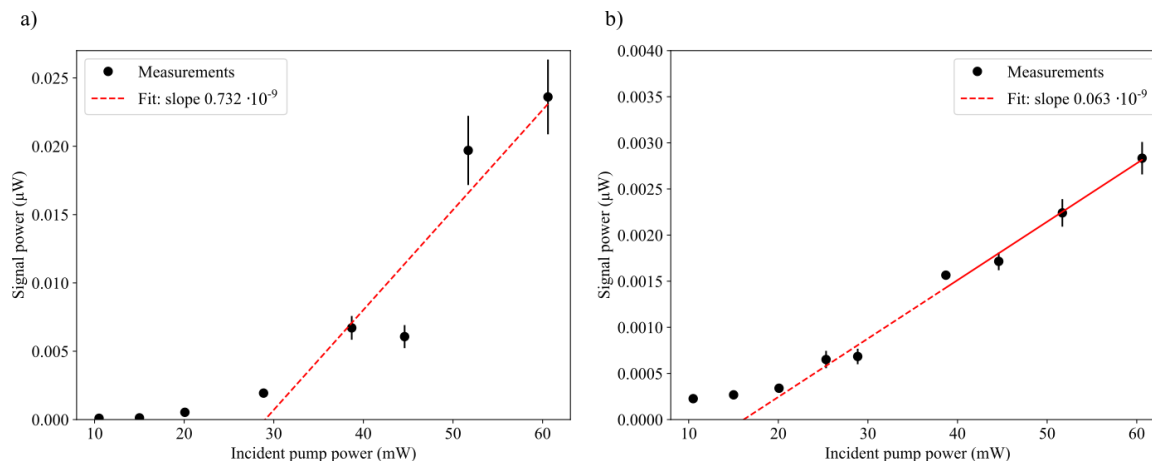 a)
Measurements
Fit: slope 0.732 ·10⁻⁹
0.025
0.020
0.015
0.010
0.005
0.000
Signal power (µW)
10
20
30
40
50
60
Incident pump power (mW)
b)
Measurements
Fit: slope 0.063 ·10⁻⁹
0.0040
0.0035
0.0030
0.0025
0.0020
0.0015
0.0010
0.0005
0.0000
Signal power (µW)
10
20
30
40
50
60
Incident pump power (mW)